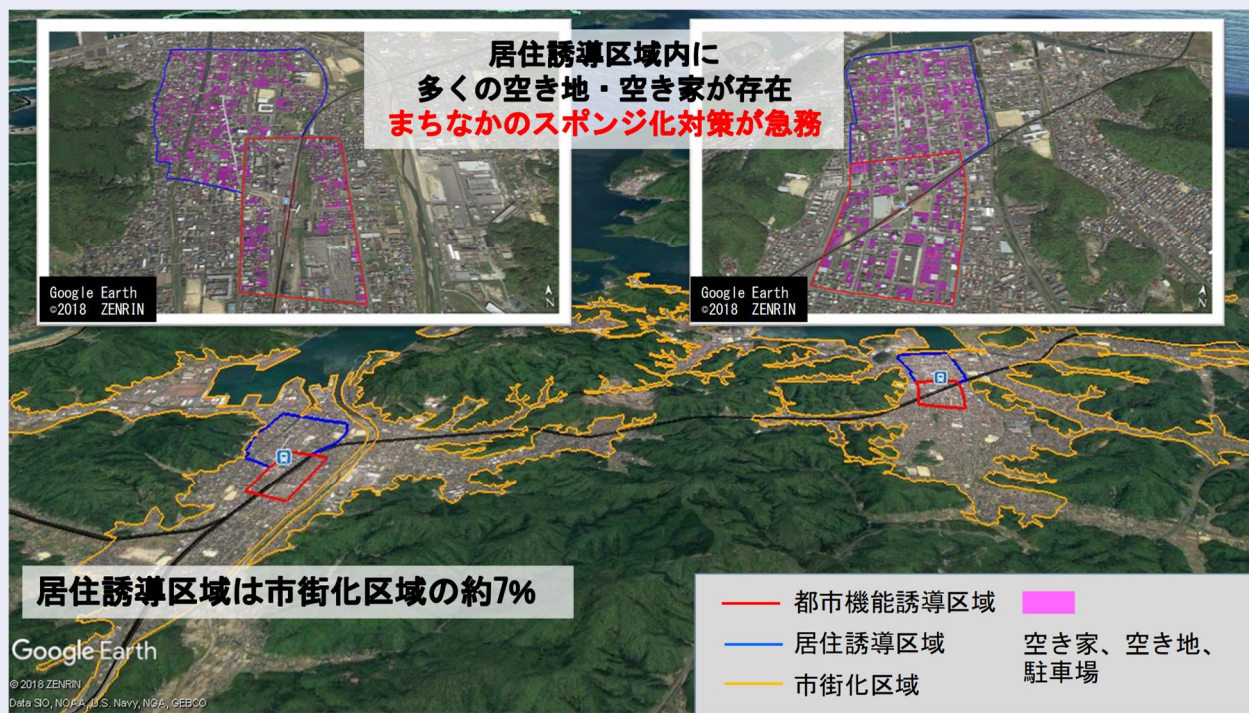 居住誘導区域内に
多くの空き地・空き家が存在
まちなかのスポンジ化対策が急務
Google Earth
©2018 ZENRIN
N
Google Earth
©2018 ZENRIN
N
居住誘導区域は市街化区域の約7%
都市機能誘導区域
居住誘導区域
市街化区域
空き家、空き地、
駐車場
Google Earth
© 2018 ZENRIN
Data SIO, NOAA, U.S. Navy, NGA, GEBCO